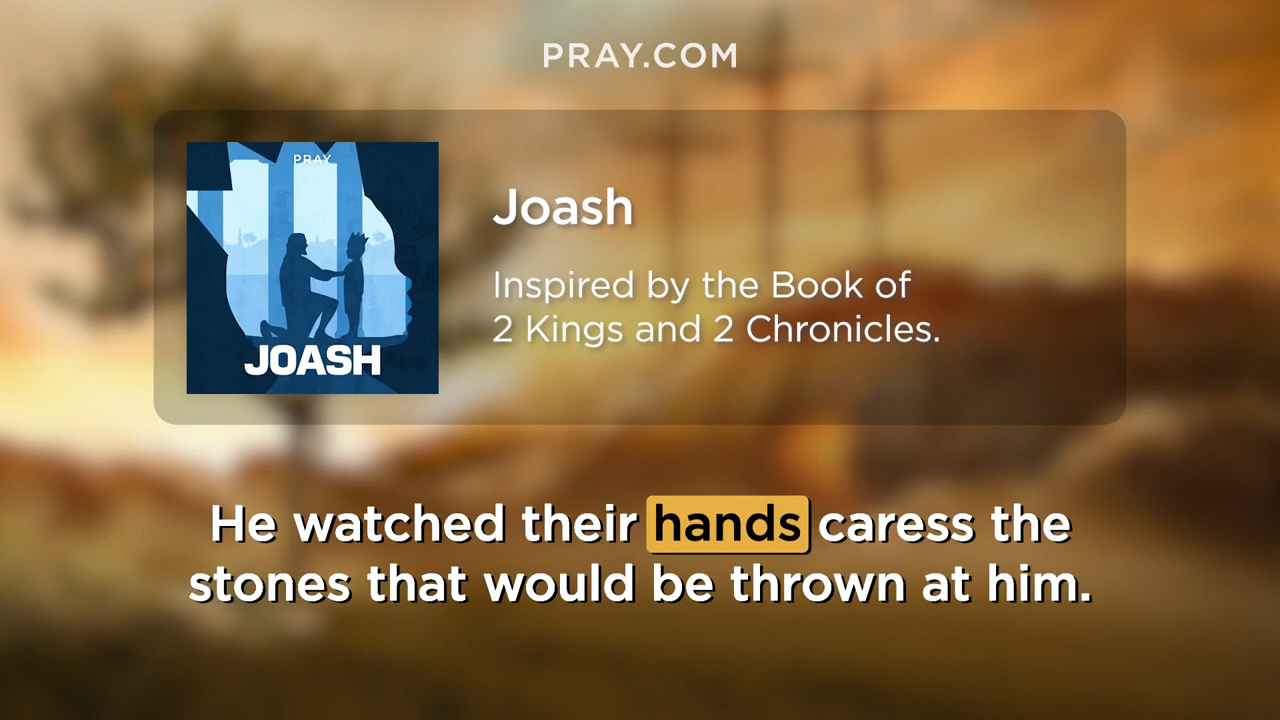 PRAY.COM
PRAY
JOASH
Joash
Inspired by the Book of
2 Kings and 2 Chronicles.
He watched their hands caress the
stones that would be thrown at him.